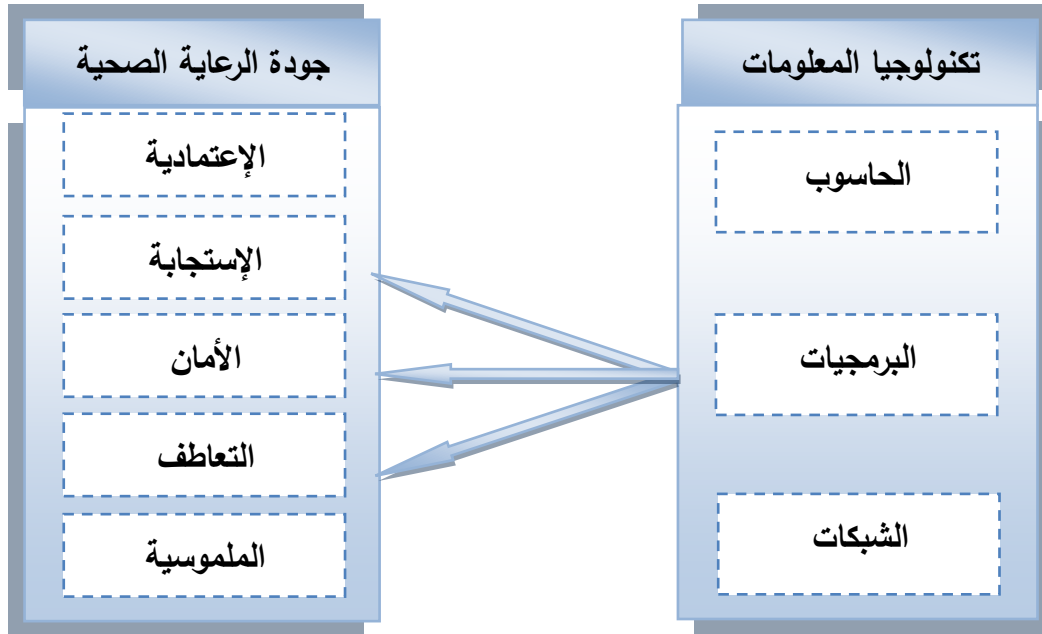 تكنولوجيا المعلومات
الحاسوب
البرمجيات
الشبكات
جودة الرعاية الصحية
الإعتمادية
الإستجابة
الأمان
التعاطف
الملموسية